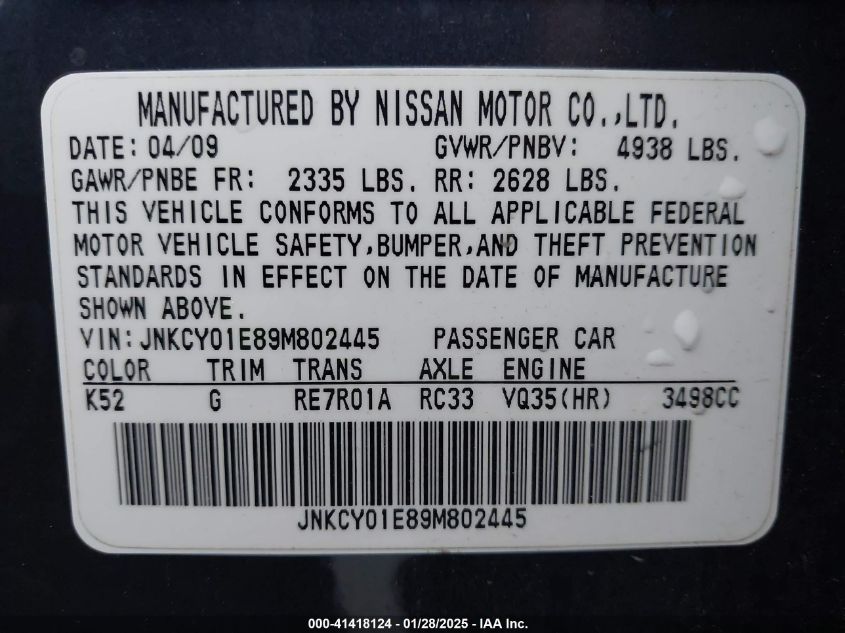 MANUFACTURED BY NISSAN MOTOR CO.,LTD.
DATE: 04/09 GVWR/PNBV: 4938 LBS.
GAWR/PNBE FR: 2335 LBS. RR: 2628 LBS.
THIS VEHICLE CONFORMS TO ALL APPLICABLE FEDERAL
MOTOR VEHICLE SAFETY,BUMPER,AND THEFT PREVENTION
STANDARDS IN EFFECT ON THE DATE OF MANUFACTURE
SHOWN ABOVE.
VIN:JNKCY01E89M802445 PASSENGER CAR
COLOR TRIM TRANS AXLE ENGINE
K52 G RE7R01A RC33 VQ35(HR) 3498CC
JNKCY01E89M802445
000-41418124 - 01/28/2025 - IAA Inc.